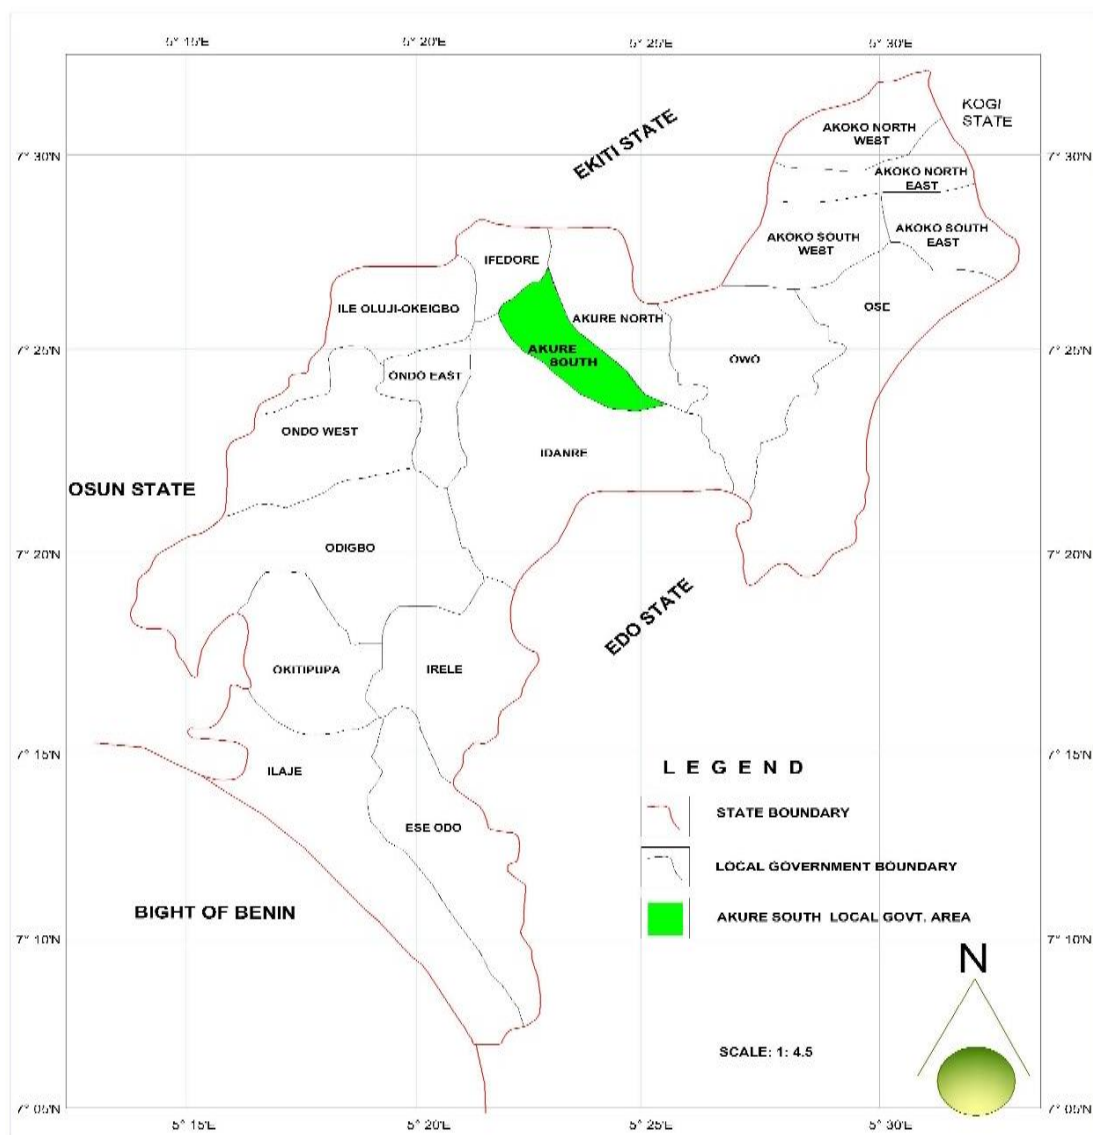 5° 15'E 5° 20'E 5° 25'E 5° 30'E
KOGI
STATE
AKOKO NORTH
WEST
EKITI STATE
7° 30'N 7° 30'N
AKOKO NORTH
EAST
AKOKO SOUTH
WEST
AKOKO SOUTH
EAST
IFEDORE
ILE OLUJI-OKEIGBO
AKURE NORTH
OSE
7° 25'N 7° 25'N
AKURE
SOUTH
OWO
ONDO EAST
ONDO WEST
IDANRE
OSUN STATE
ODIGBO
7° 20'N 7° 20'N
EDO STATE
OKITIPUPA
IRELE
7° 15'N 7° 15'N
ILAJE
LEGEND
STATE BOUNDARY
ESE ODO
LOCAL GOVERNMENT BOUNDARY
BIGHT OF BENIN
AKURE SOUTH LOCAL GOVT. AREA
7° 10'N 7° 10'N
N
SCALE: 1: 4.5
7° 05'N 7° 05'N
5° 15'E 5° 20'E 5° 25'E 5° 30'E